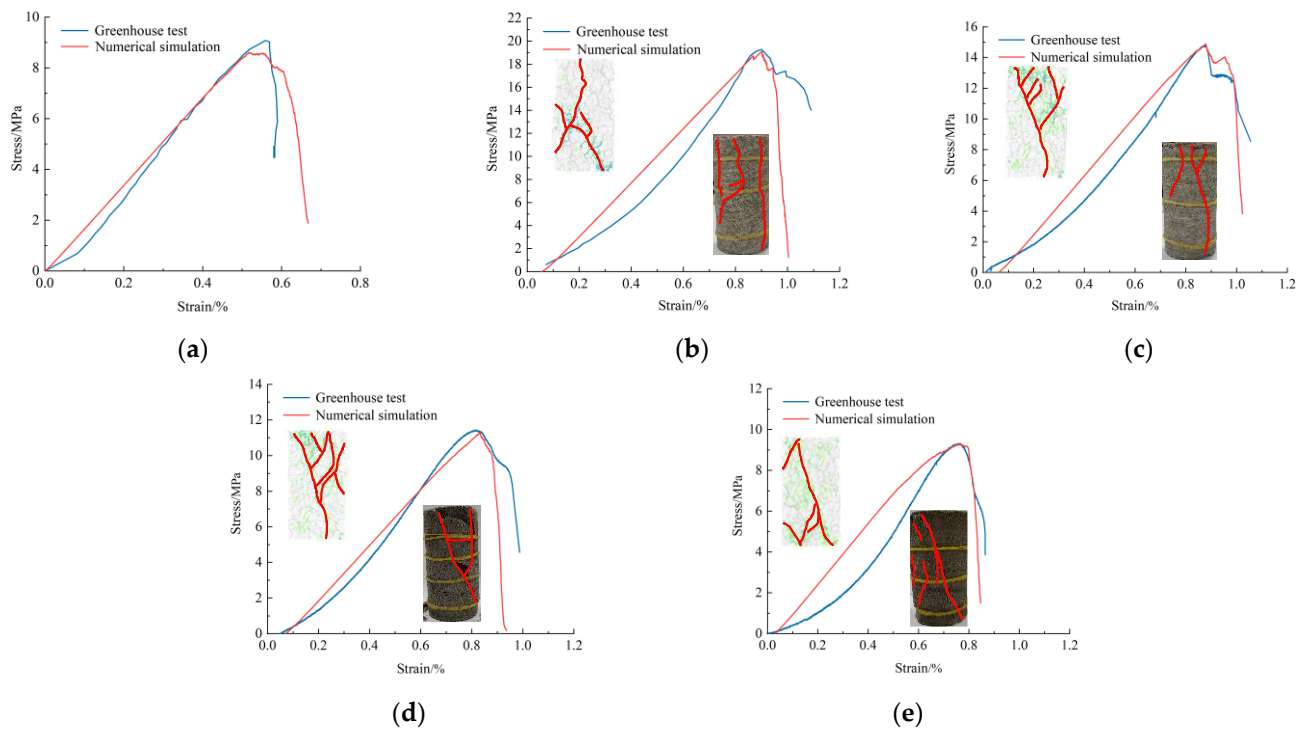 Greenhouse test
Numerical simulation
Stress/MPa
10
8
6
4
2
0
0.0 0.2 0.4 0.6 0.8
Strain/%
(a)
Greenhouse test
Numerical simulation
Stress/MPa
22
20
18
16
14
12
10
8
6
4
2
0
0.0 0.2 0.4 0.6 0.8 1.0 1.2
Strain/%
(b)
Greenhouse test
Numerical simulation
Stress/MPa
16
14
12
10
8
6
4
2
0
0.0 0.2 0.4 0.6 0.8 1.0 1.2
Strain/%
(c)
Greenhouse test
Numerical simulation
Stress/MPa
14
12
10
8
6
4
2
0
0.0 0.2 0.4 0.6 0.8 1.0 1.2
Strain/%
(d)
Greenhouse test
Numerical simulation
Stress/MPa
12
10
8
6
4
2
0
0.0 0.2 0.4 0.6 0.8 1.0 1.2
Strain/%
(e)